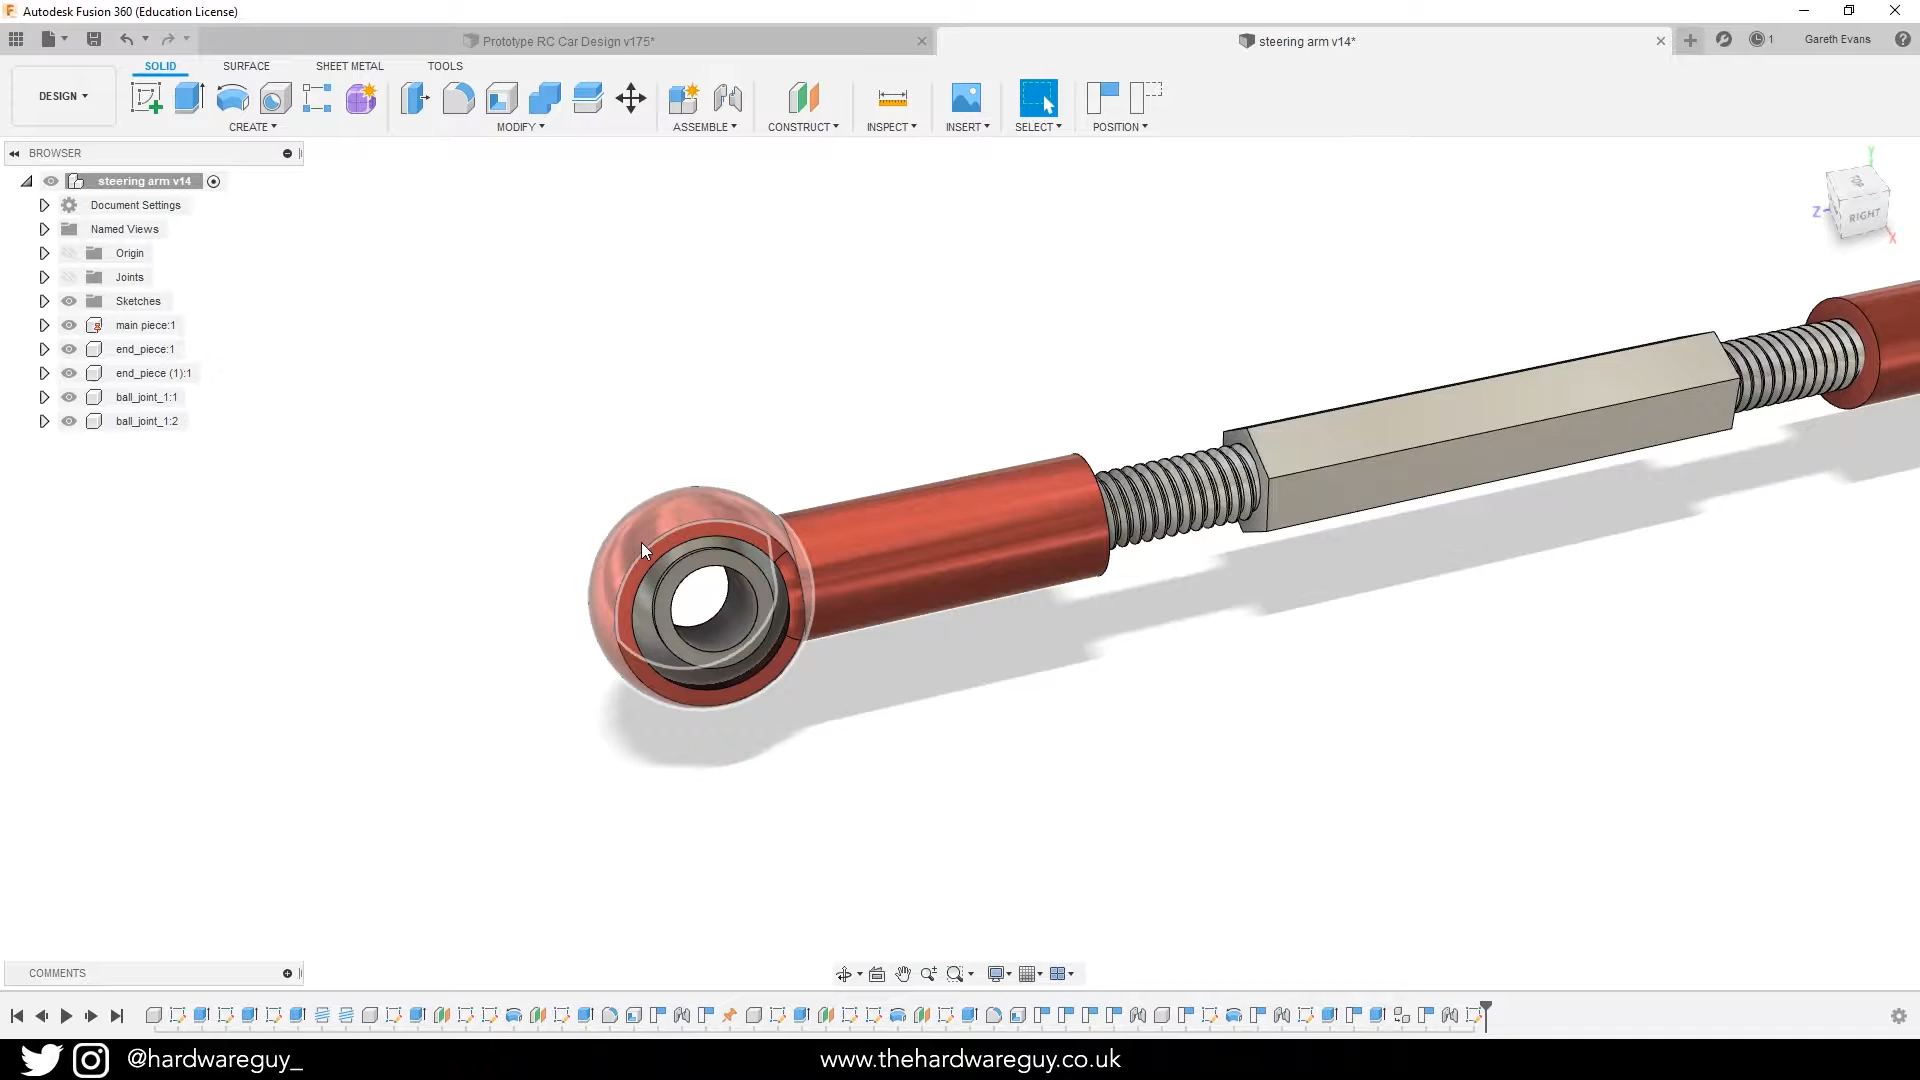 Autodesk Fusion 360 (Education License)
Prototype RC Car Design v175*
steering arm v14*
1
Gareth Evans
DESIGN
SOLID
SURFACE
SHEET METAL
TOOLS
CREATE
MODIFY
ASSEMBLE
CONSTRUCT
INSPECT
INSERT
SELECT
POSITION
BROWSER
steering arm v14
Document Settings
Named Views
Origin
Joints
Sketches
main piece:1
end_piece:1
end_piece (1):1
ball_joint_1:1
ball_joint_1:2
Y
Z
RIGHT
X
COMMENTS
@hardwareguy_
www.thehardwareguy.co.uk